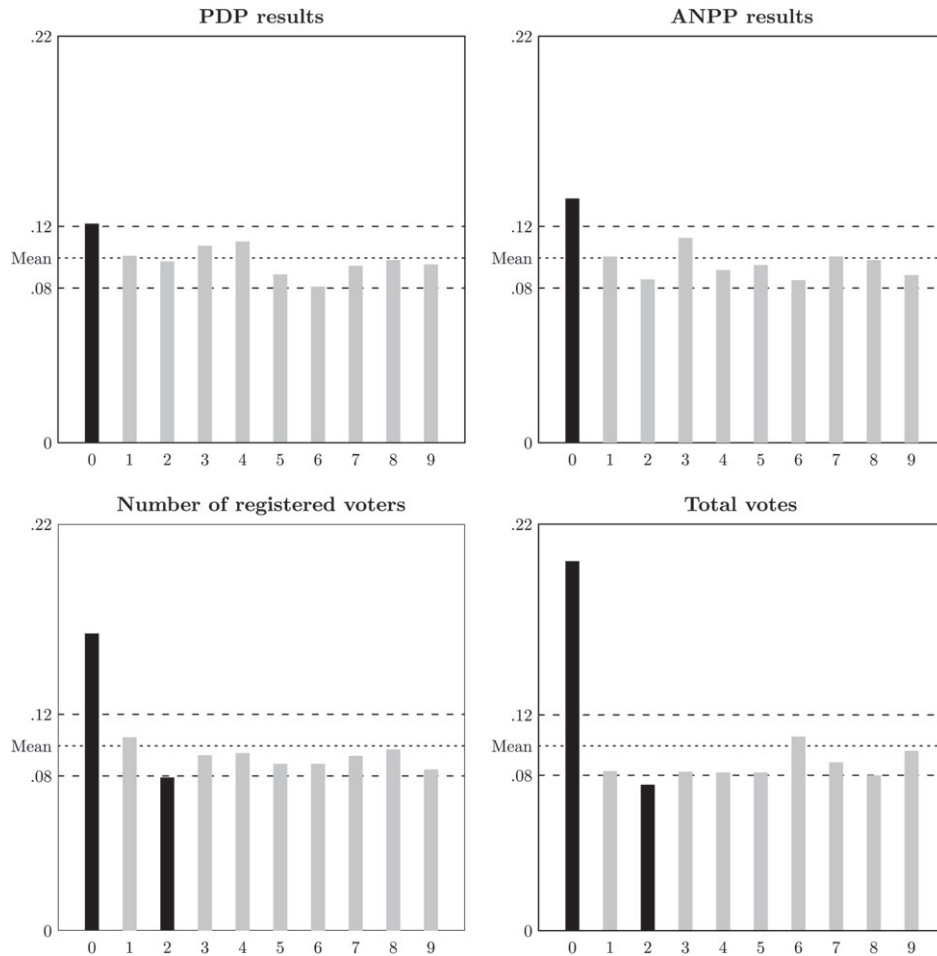 PDP results
.22
.12
Mean
.08
0
0 1 2 3 4 5 6 7 8 9
ANPP results
.22
.12
Mean
.08
0
0 1 2 3 4 5 6 7 8 9
Number of registered voters
.22
.12
Mean
.08
0
0 1 2 3 4 5 6 7 8 9
Total votes
.22
.12
Mean
.08
0
0 1 2 3 4 5 6 7 8 9